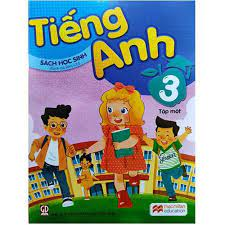 Tiếng
Anh
SÁCH HỌC SINH
3
Tập một
macmillan
education